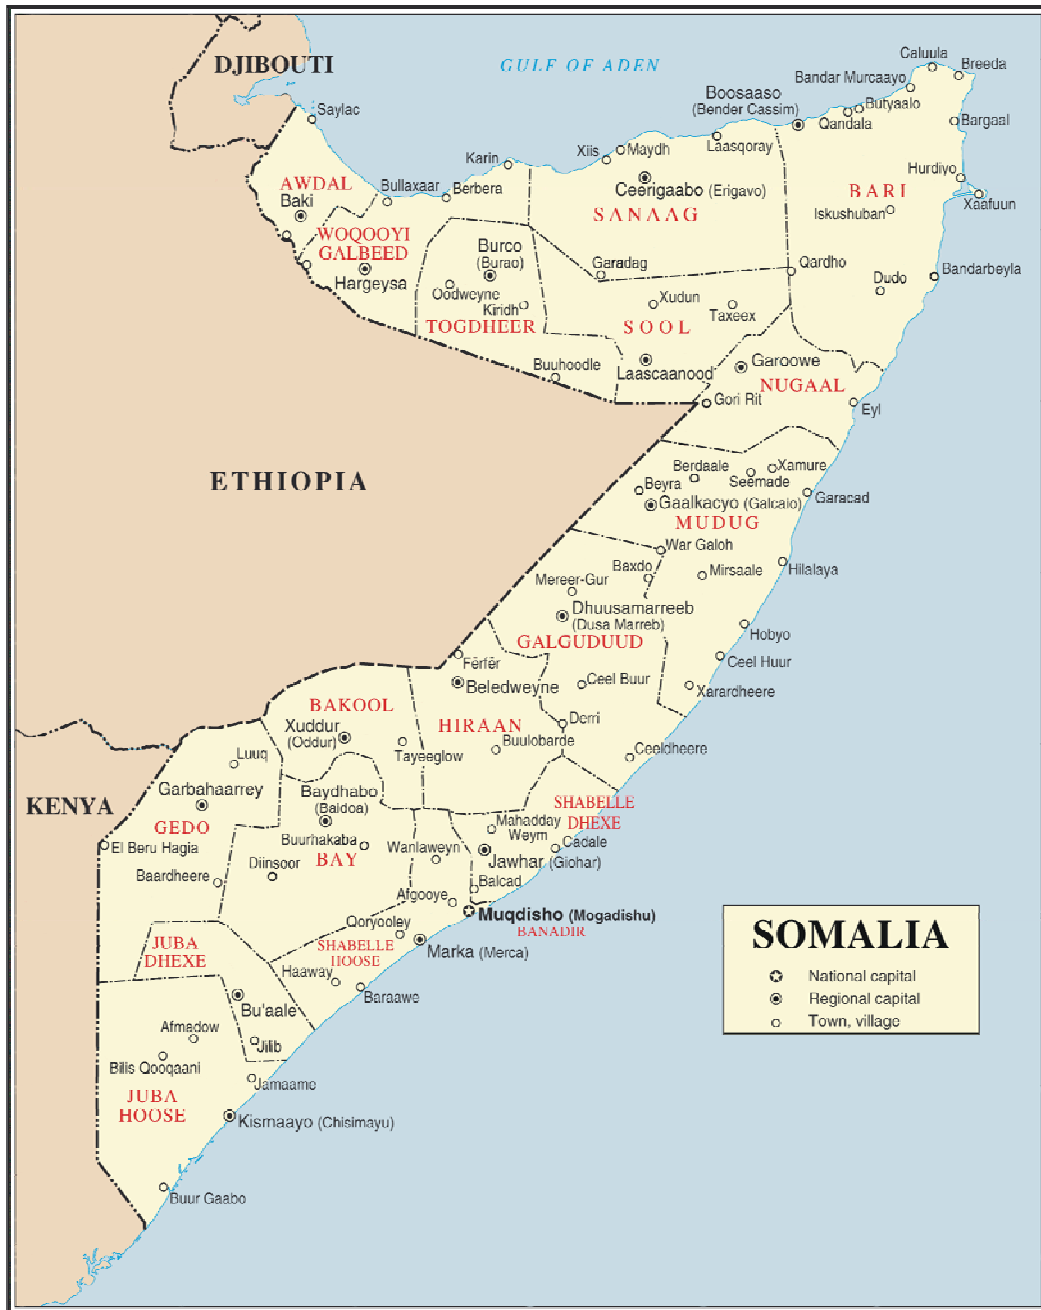 DJIBOUTI
GULF OF ADEN
Caluula
Breeda
Bandar Murcaayo
Boosaaso
(Bender Cassim)
Butyaalo
Qandala
Bargaal
Saylac
Karin
Xiis
Maydh
Laasqoray
Hurdiyo
Xaafuun
AWDAL
Baki
Bullaxaar
Berbera
Ceerigaabo (Erigavo)
SANAAG
BARI
Iskushuban
WOQOOYI
GALBEED
Hargeysa
Burco
(Burao)
Oodweyne
Kiridh
TOGDHEER
Garadag
Qardho
Bandarbeyla
Dudo
Xudun
Taxeex
SOOL
Buuhoodle
Laascaanood
Garoowe
NUGAAL
Gori Rit
Eyl
ETHIOPIA
Berdaale
Xamure
Seemade
Beyra
Gaalkacyo (Galcaio)
Garacad
MUDUG
War Galoh
Baxdo
Mirsaale
Hilalaya
Mereer-Gur
Dhuusamarreeb
(Dusa Marreb)
GALGUDUUD
Hobyo
Ceel Huur
Fērfēr
Beledweyne
Ceel Buur
Xarardheere
BAKOOL
Xuddur
(Oddur)
HIRAAN
Derri
Buulobarde
Tayeeglow
Ceeldheere
Luuq
KENYA
Garbahaarrey
GEDO
Baydhabo
(Baidoa)
SHABELLE
DHEXE
Mahadday
Weym
Cadale
El Beru Hagia
Buurhakaba
BAY
Wanlaweyn
Jawhar (Giohar)
Diinsoor
Baardheere
Balcad
Afgooye
Muqdisho (Mogadishu)
BANADIR
Qoryooley
JUBA
DHEXE
SHABELLE
HOOSE
Marka (Merca)
Haaway
Baraawe
Bu'aale
Afmadow
Jilib
Bilis Qooqaani
Jamaame
JUBA
HOOSE
Kismaayo (Chisimayu)
Buur Gaabo
SOMALIA
National capital
Regional capital
Town, village